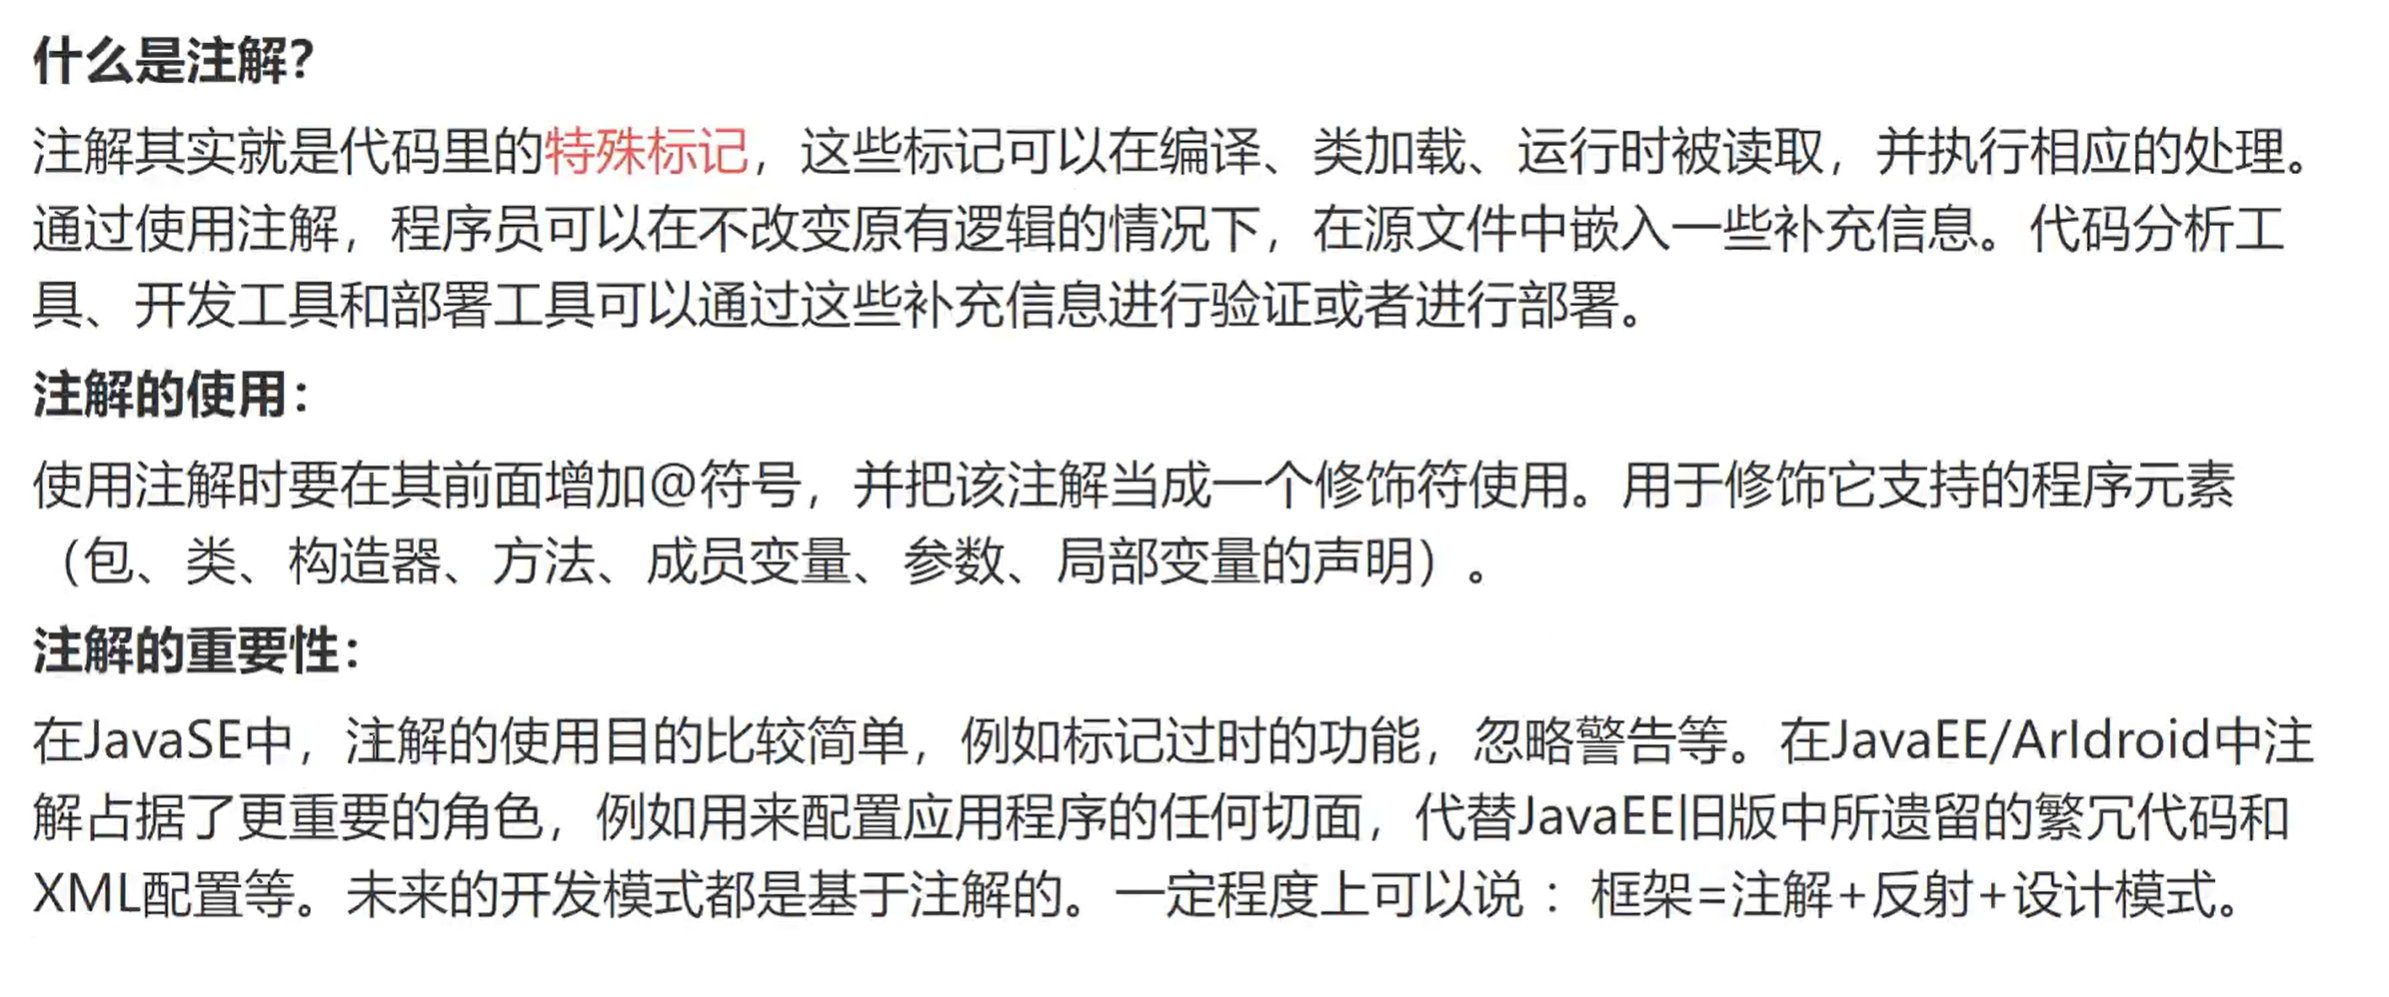 什么是注解？
注解其实就是代码里的特殊标记，这些标记可以在编译、类加载、运行时被读取，并执行相应的处理。
通过使用注解，程序员可以在不改变原有逻辑的情况下，在源文件中嵌入一些补充信息。代码分析工
具、开发工具和部署工具可以通过这些补充信息进行验证或者进行部署。
注解的使用：
使用注解时要在其前面增加@符号，并把该注解当成一个修饰符使用。用于修饰它支持的程序元素
（包、类、构造器、方法、成员变量、参数、局部变量的声明）。
注解的重要性：
在JavaSE中，注解的使用目的比较简单，例如标记过时的功能，忽略警告等。在JavaEE/ArIdroid中注
解占据了更重要的角色，例如用来配置应用程序的任何切面，代替JavaEE旧版中所遗留的繁冗代码和
XML配置等。未来的开发模式都是基于注解的。一定程度上可以说 ：框架=注解+反射+设计模式。